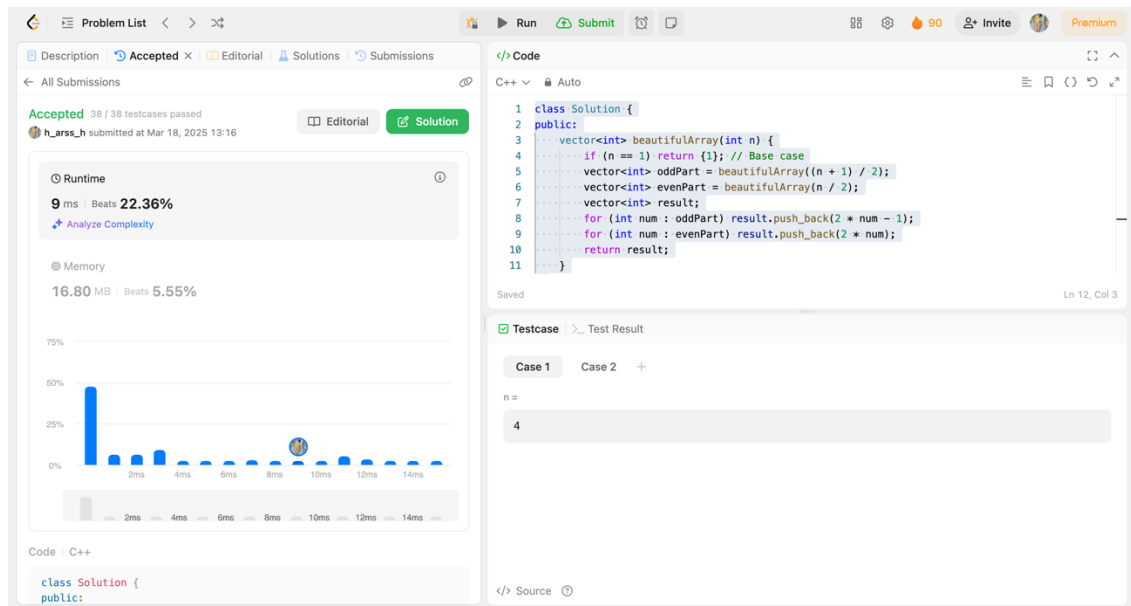 Problem List
Run
Submit
90
Invite
Premium
Description
Accepted
Editorial
Solutions
Submissions
All Submissions
Accepted 38 / 38 testcases passed
h_arss_h submitted at Mar 18, 2025 13:16
Editorial
Solution
Runtime
9 ms Beats 22.36%
Analyze Complexity
Memory
16.80 MB Beats 5.55%
75%
50%
25%
0%
2ms 4ms 6ms 8ms 10ms 12ms 14ms
2ms 4ms 6ms 8ms 10ms 12ms 14ms
Code C++
class Solution {
public:
</> Code
C++ Auto
1 class Solution {
2 public:
3 vector<int> beautifulArray(int n) {
4 if (n == 1) return {1}; // Base case
5 vector<int> oddPart = beautifulArray((n + 1) / 2);
6 vector<int> evenPart = beautifulArray(n / 2);
7 vector<int> result;
8 for (int num : oddPart) result.push_back(2 * num - 1);
9 for (int num : evenPart) result.push_back(2 * num);
10 return result;
11 }
Saved
Ln 12, Col 3
Testcase
>_ Test Result
Case 1 Case 2 +
n =
4
</> Source